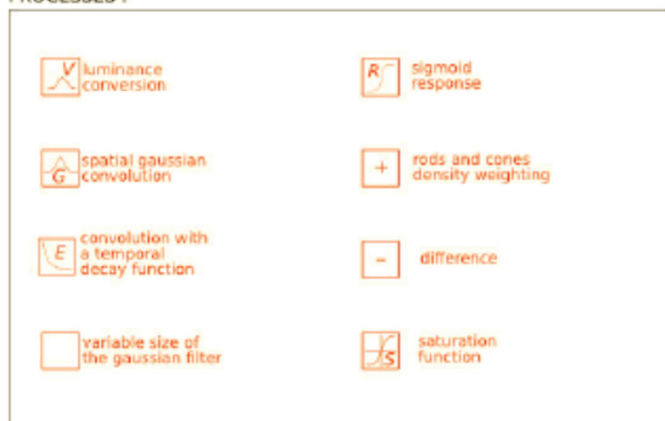 PROCESSES :
V luminance
conversion
G spatial gaussian
convolution
E convolution with
a temporal
decay function
variable size of
the gaussian filter
R sigmoid
response
+ rods and cones
density weighting
- difference
S saturation
function